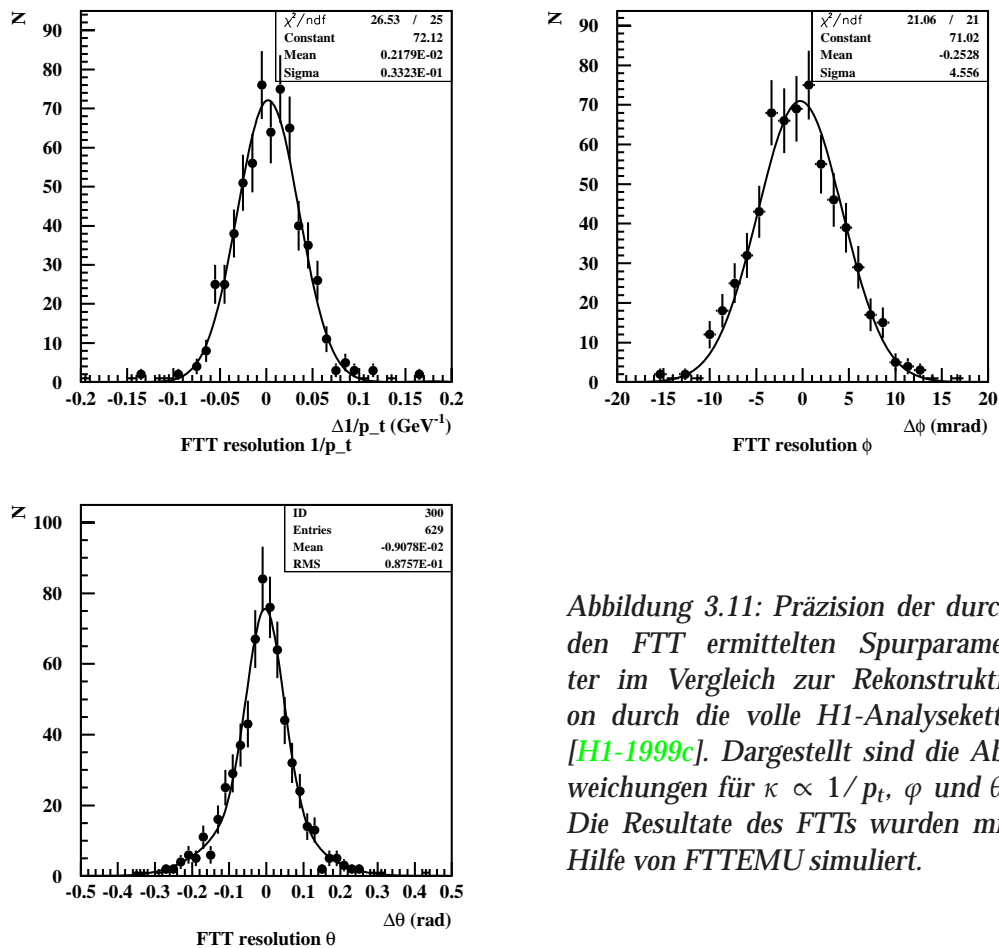 N
χ²/ndf 26.53 / 25
Constant 72.12
Mean 0.2179E-02
Sigma 0.3323E-01
90
80
70
60
50
40
30
20
10
0
-0.2 -0.15 -0.1 -0.05 0 0.05 0.1 0.15 0.2
Δ1/p_t (GeV-1)
FTT resolution 1/p_t
N
χ²/ndf 21.06 / 21
Constant 71.02
Mean -0.2528
Sigma 4.556
90
80
70
60
50
40
30
20
10
0
-20 -15 -10 -5 0 5 10 15 20
Δϕ (mrad)
FTT resolution ϕ
N
ID 300
Entries 629
Mean -0.9078E-02
RMS 0.8757E-01
100
80
60
40
20
0
-0.5 -0.4 -0.3 -0.2 -0.1 0 0.1 0.2 0.3 0.4 0.5
Δθ (rad)
FTT resolution θ
Abbildung 3.11: Präzision der durc
den FTT ermittelten Spurparame
ter im Vergleich zur Rekonstrukti
on durch die volle H1-Analysekett
[H1-1999c]. Dargestellt sind die Ab
weichungen für κ ∝ 1/pt, φ und θ
Die Resultate des FTTs wurden mi
Hilfe von FTTEMU simuliert.